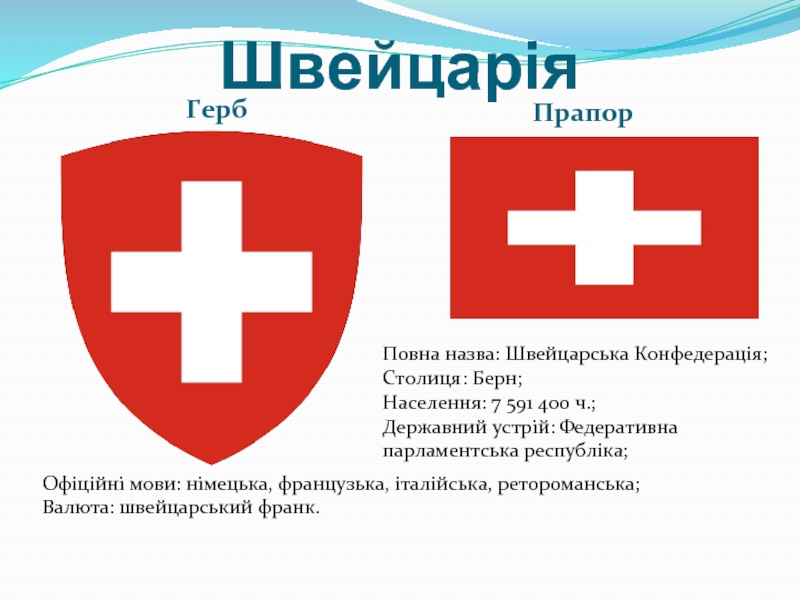 Швейцарія
Герб
Прапор
Повна назва: Швейцарська Конфедерація;
Столиця: Берн;
Населення: 7 591 400 ч.;
Державний устрій: Федеративна
парламентська республіка;
Офіційні мови: німецька, французька, італійська, ретороманська;
Валюта: швейцарський франк.